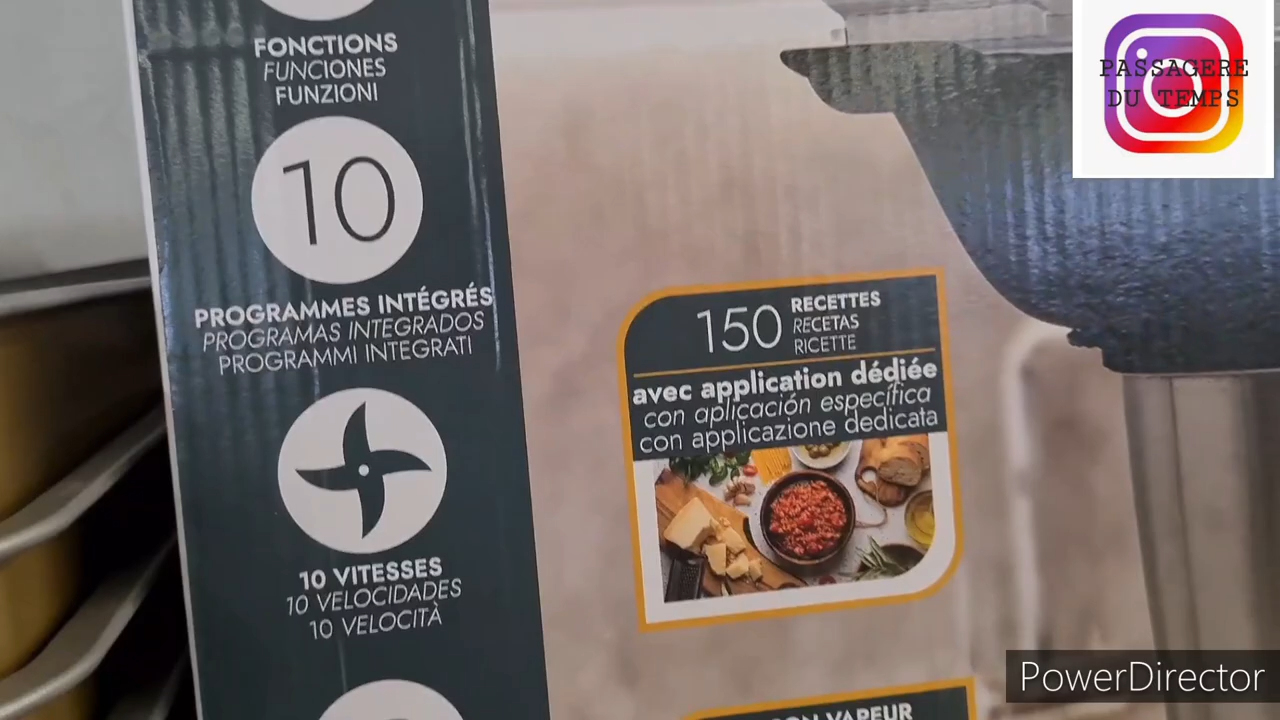 FONCTIONS
FUNCIONES
FUNZIONI
10
PROGRAMMES INTÉGRÉS
PROGRAMAS INTEGRADOS
PROGRAMMI INTEGRATI
10 VITESSES
10 VELOCIDADES
10 VELOCITÀ
150 RECETTES
RECETAS
RICETTE
avec application dédiée
con aplicación específica
con applicazione dedicata
VAPEUR
PASSAGERE
DU TEMPS
PowerDirector